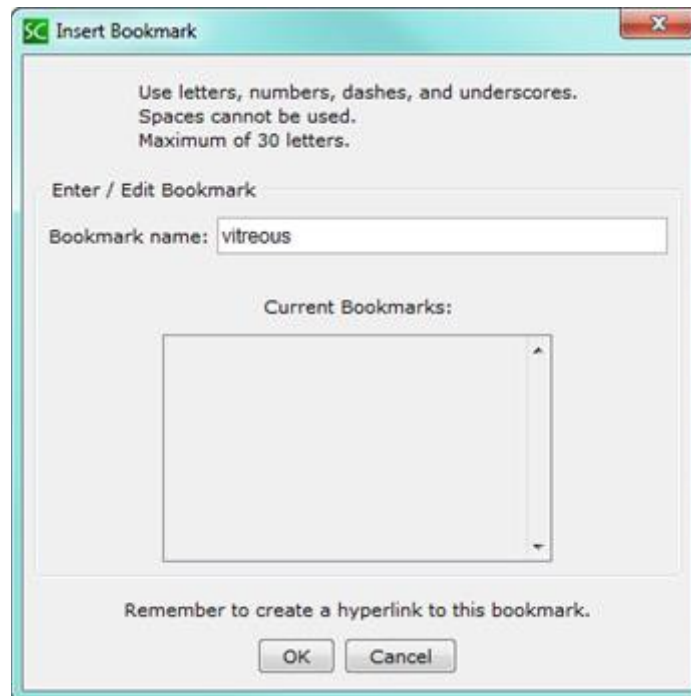 SC Insert Bookmark
x
Use letters, numbers, dashes, and underscores.
Spaces cannot be used.
Maximum of 30 letters.
Enter / Edit Bookmark
Bookmark name: vitreous
Current Bookmarks:
Remember to create a hyperlink to this bookmark.
OK Cancel